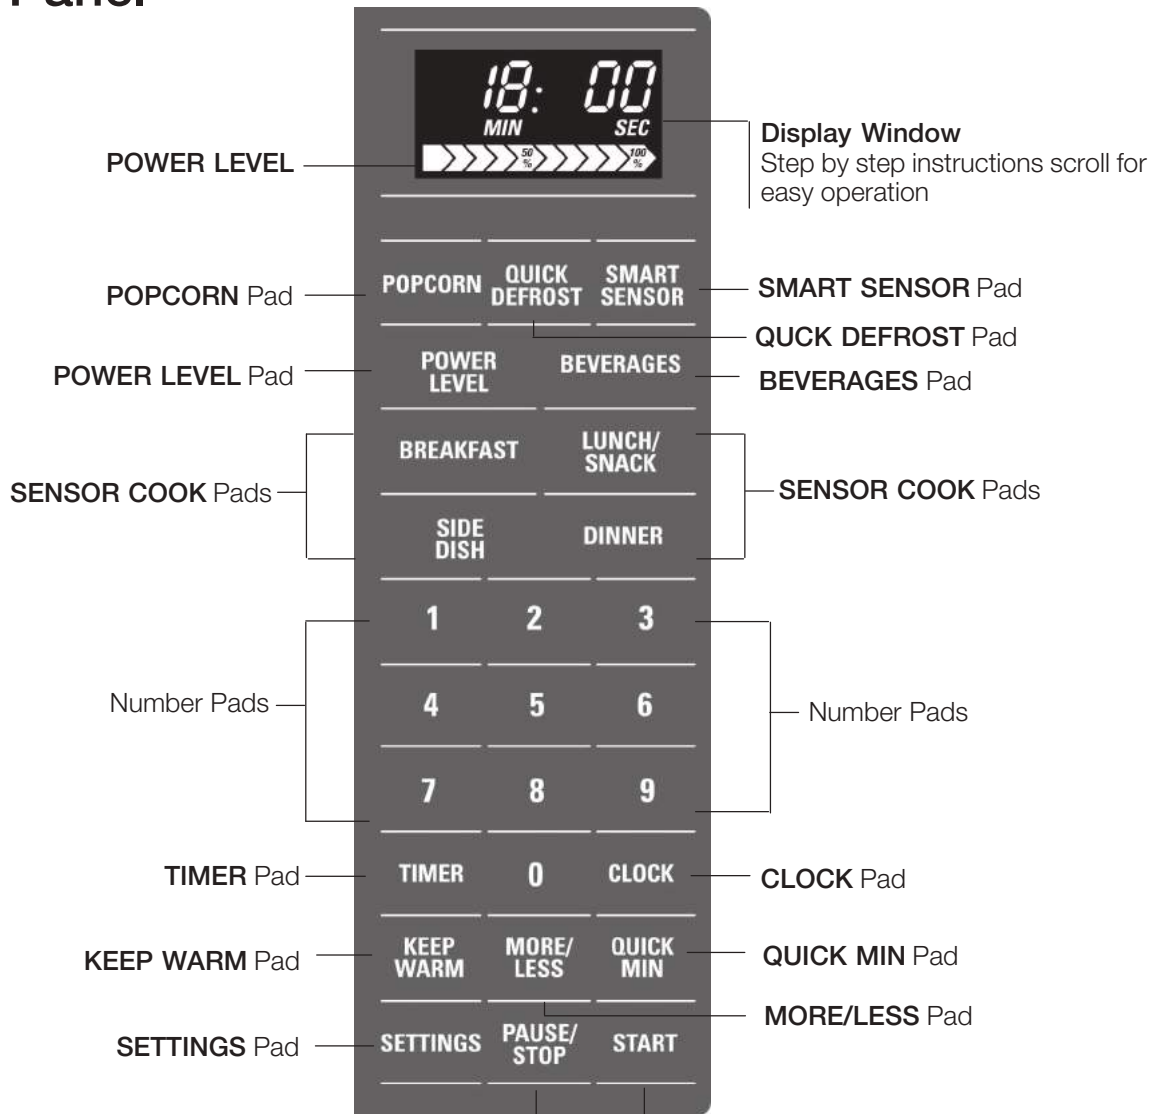 18: 00
MIN SEC
50 % 100 %
POWER LEVEL
Display Window
Step by step instructions scroll for
easy operation
POPCORN QUICK DEFROST SMART SENSOR
POPCORN Pad
SMART SENSOR Pad
QUCK DEFROST Pad
POWER LEVEL BEVERAGES
POWER LEVEL Pad
BEVERAGES Pad
BREAKFAST LUNCH/ SNACK
SENSOR COOK Pads
SENSOR COOK Pads
SIDE DISH DINNER
1 2 3
Number Pads
4 5 6
Number Pads
7 8 9
TIMER Pad
TIMER 0 CLOCK
CLOCK Pad
KEEP WARM Pad
KEEP WARM MORE/ LESS QUICK MIN
QUICK MIN Pad
MORE/LESS Pad
SETTINGS Pad
SETTINGS PAUSE/ STOP START